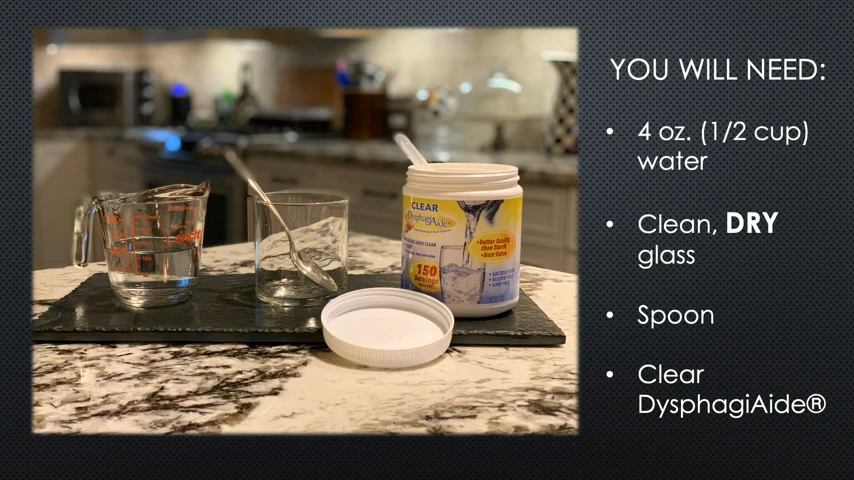 YOU WILL NEED:
• 4 oz. (1/2 cup)
water
• Clean, DRY
glass
• Spoon
• Clear
DysphagiAide®
CLEAR
DysphagiAide
•Better Quality
than Starch
•Best Value
150
Servings